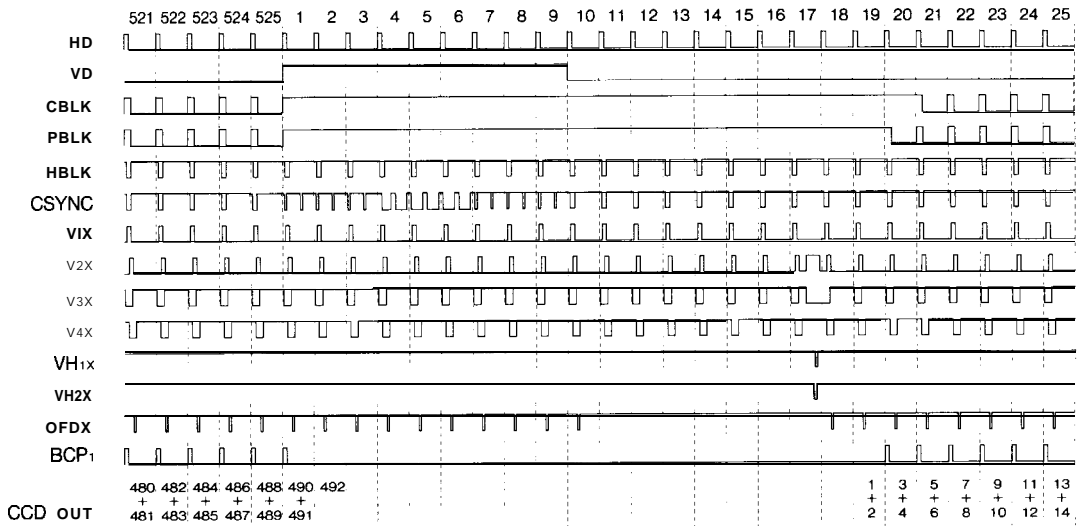 521 522 523 524 525 1 2 3 4 5 6 7 8 9 10 11 12 13 14 15 16 17 18 19 20 21 22 23 24 25
HD
VD
CBLK
PBLK
HBLK
CSYNC
VIX
V2X
V3X
V4X
VH1X
VH2X
OFDX
BCP1
480 482 484 486 488 490 492 1 3 5 7 9 11 13
+ + + + + + + + + + + + +
CCD OUT 481 483 485 487 489 491 2 4 6 8 10 12 14